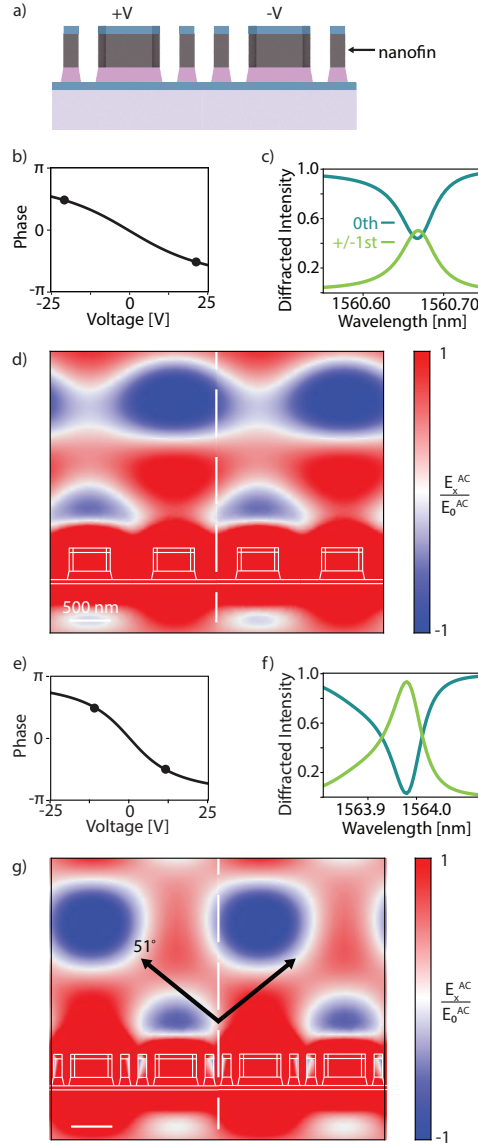 a)
+V
-V
nanofin
b)
π
0
-π
Phase
-25
0
25
Voltage [V]
c)
1.0
0.6
0.2
Diffracted Intensity
0th
+/-1st
1560.60
1560.70
Wavelength [nm]
d)
500 nm
1
-1
E_x^AC
E_0^AC
e)
π
0
-π
Phase
-25
0
25
Voltage [V]
f)
1.0
0.6
0.2
Diffracted Intensity
1563.9
1564.0
Wavelength [nm]
g)
51°
1
-1
E_x^AC
E_0^AC